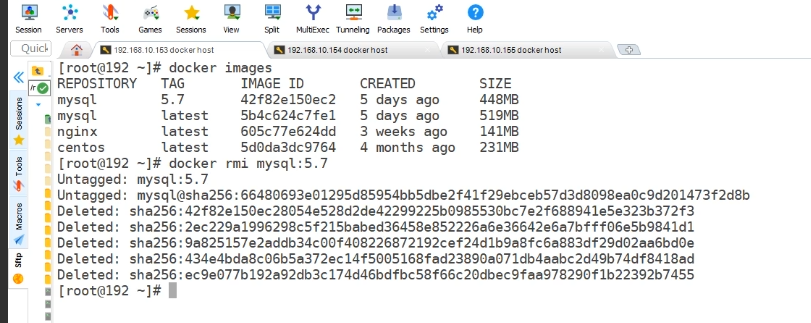 Session Servers Tools Games Sessions View Split MultiExec Tunneling Packages Settings Help
Quick
192.168.10.153 docker host
192.168.10.154 docker host
192.168.10.155 docker host
Sessions
Tools
Macros
Sftp
[root@192 ~]# docker images
REPOSITORY TAG IMAGE ID CREATED SIZE
mysql 5.7 42f82e150ec2 5 days ago 448MB
mysql latest 5b4c624c7fe1 5 days ago 519MB
nginx latest 605c77e624dd 3 weeks ago 141MB
centos latest 5d0da3dc9764 4 months ago 231MB
[root@192 ~]# docker rmi mysql:5.7
Untagged: mysql:5.7
Untagged: mysql@sha256:66480693e01295d85954bb5dbe2f41f29ebceb57d3d8098ea0c9d201473f2d8b
Deleted: sha256:42f82e150ec28054e528d2de42299225b0985530bc7e2f688941e5e323b372f3
Deleted: sha256:2ec229a1996298c5f215babed36458e852226a6e36642e6a7bfff06e5b9841d1
Deleted: sha256:9a825157e2addb34c00f408226872192cef24d1b9a8fc6a883df29d02aa6bd0e
Deleted: sha256:434e4bda8c06b5a372ec14f5005168fad23890a071db4aabc2d49b74df8418ad
Deleted: sha256:ec9e077b192a92db3c174d46bdfbc58f66c20dbec9faa978290f1b22392b7455
[root@192 ~]#